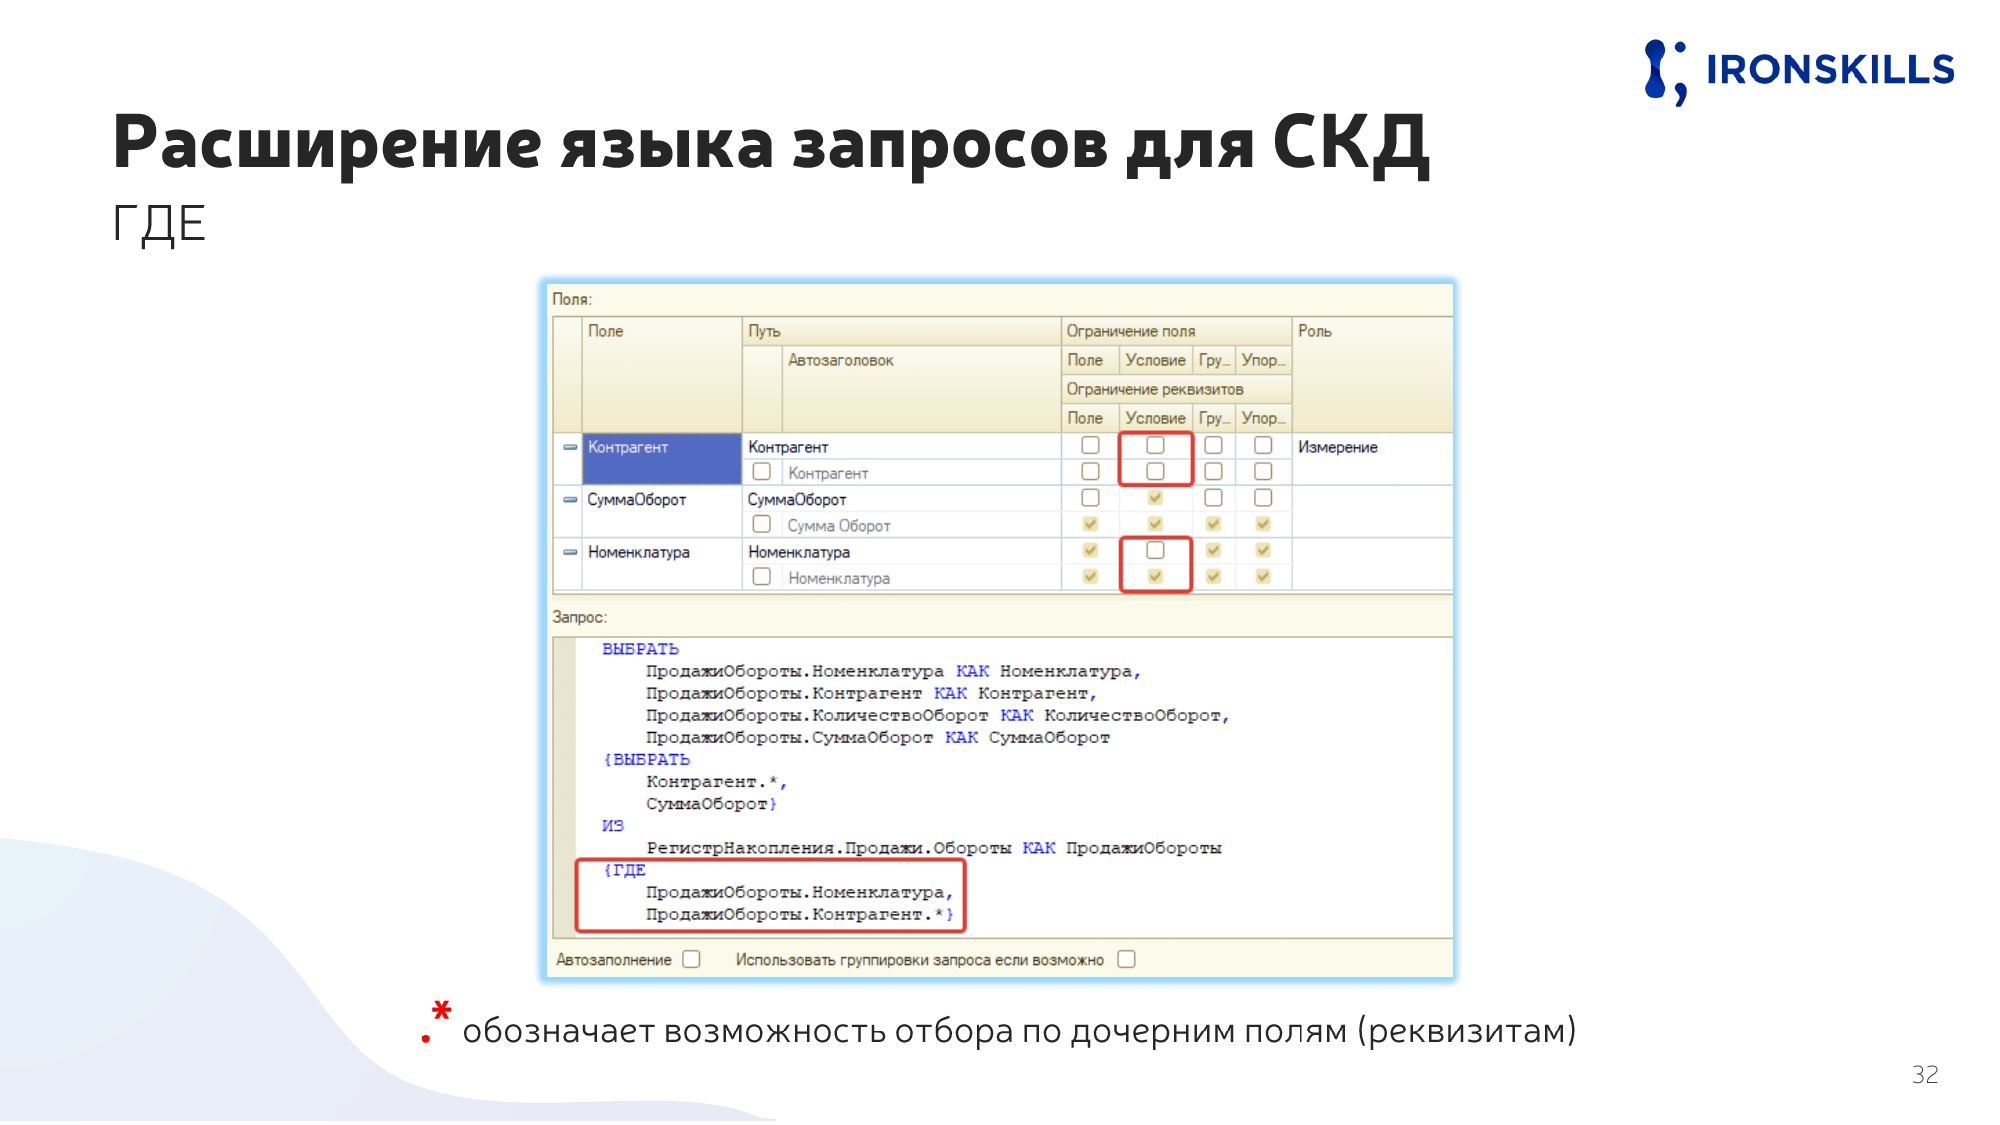 IRONSKILLS
Расширение языка запросов для СКД
ГДЕ
Поля:
Поле Путь Ограничение поля Роль
Автозаголовок Поле Условие Гру... Упор...
Ограничение реквизитов
Поле Условие Гру... Упор...
Контрагент Контрагент Измерение
Контрагент
СуммаОборот СуммаОборот
Сумма Оборот
Номенклатура Номенклатура
Номенклатура
Запрос:
ВЫБРАТЬ
ПродажиОбороты.Номенклатура КАК Номенклатура,
ПродажиОбороты.Контрагент КАК Контрагент,
ПродажиОбороты.КоличествоОборот КАК КоличествоОборот,
ПродажиОбороты.СуммаОборот КАК СуммаОборот
{ВЫБРАТЬ
Контрагент.*,
СуммаОборот}
ИЗ
РегистрНакопления.Продажи.Обороты КАК ПродажиОбороты
{ГДЕ
ПродажиОбороты.Номенклатура,
ПродажиОбороты.Контрагент.*}
Автозаполнение Использовать группировки запроса если возможно
.* обозначает возможность отбора по дочерним полям (реквизитам)
32